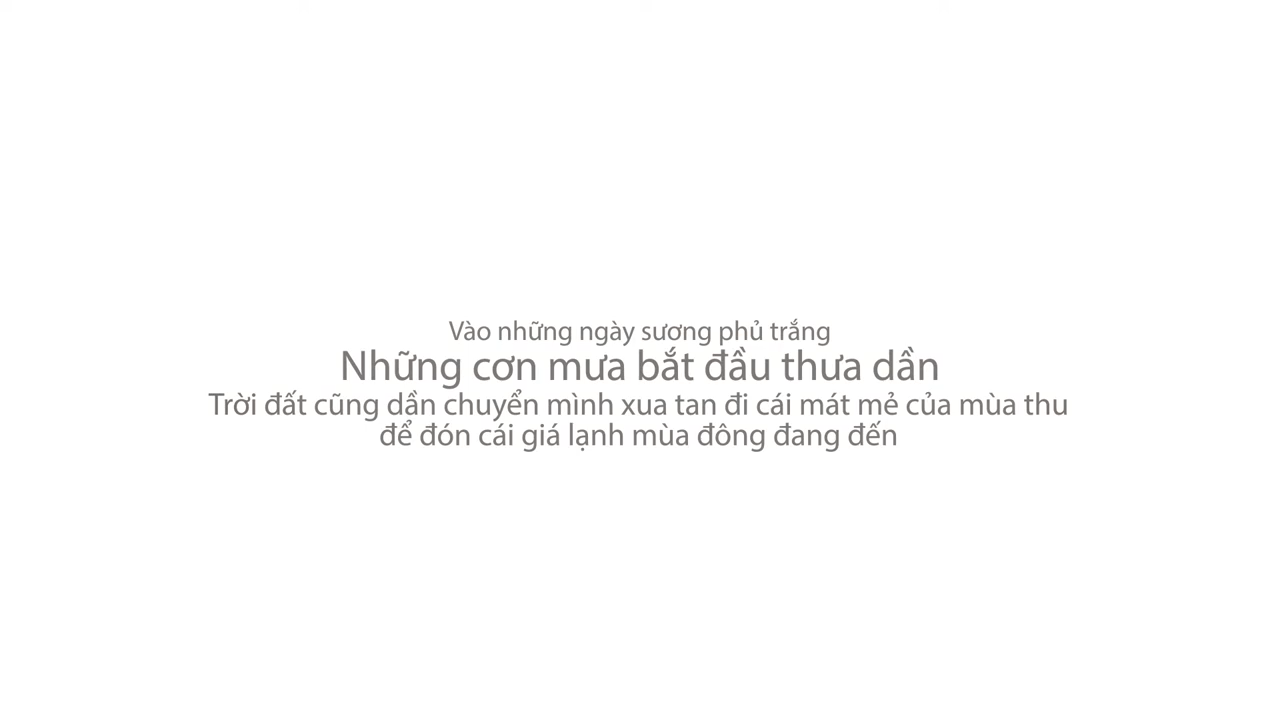 Vào những ngày sương phủ trắng
Những cơn mưa bắt đầu thưa dần
Trời đất cũng dần chuyển mình xua tan đi cái mát mẻ của mùa thu
để đón cái giá lạnh mùa đông đang đến